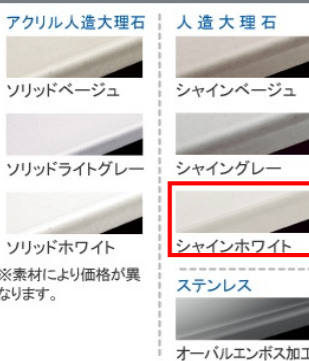 アクリル人造大理石
ソリッドベージュ
ソリッドライトグレー
ソリッドホワイト
※素材により価格が異
なります。
人造大理石
シャインベージュ
シャイングレー
シャインホワイト
ステンレス
オーバルエンボス加工